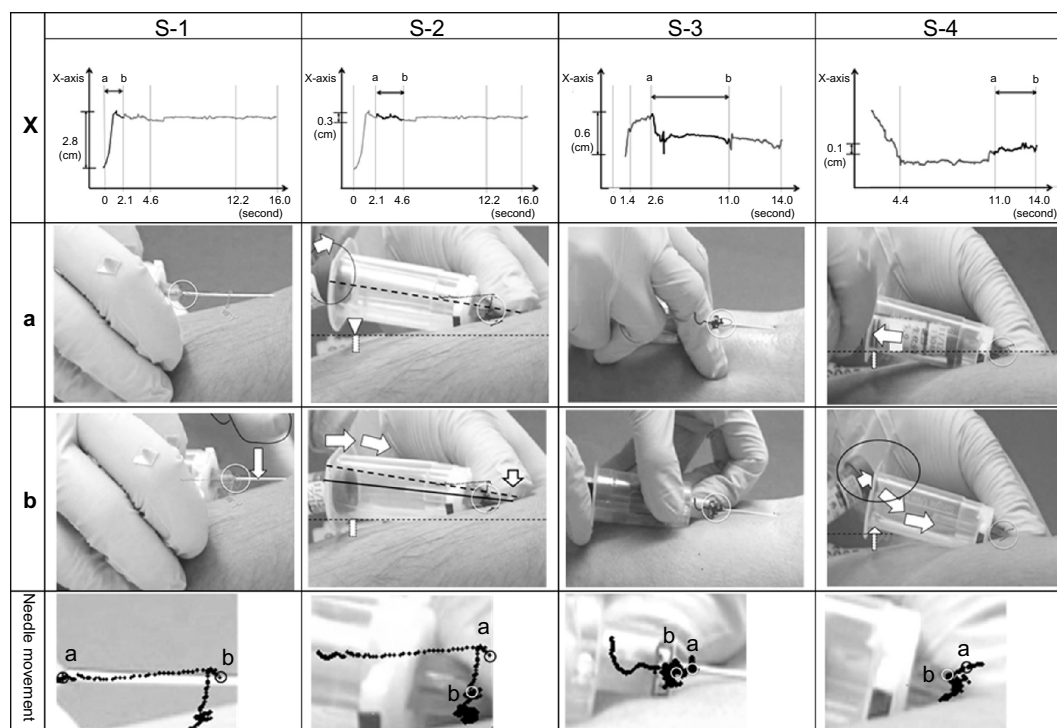 S-1 S-2 S-3 S-4
X
X-axis a b
2.8
(cm)
0 2.1 4.6 12.2 16.0
(second)
X-axis a b
0.3
(cm)
0 2.1 4.6 12.2 16.0
(second)
X-axis a b
0.6
(cm)
0 1.4 2.6 11.0 14.0
(second)
X-axis a b
0.1
(cm)
4.4 11.0 14.0
(second)
a
b
Needle movement
a b
a
b
b a
a
b